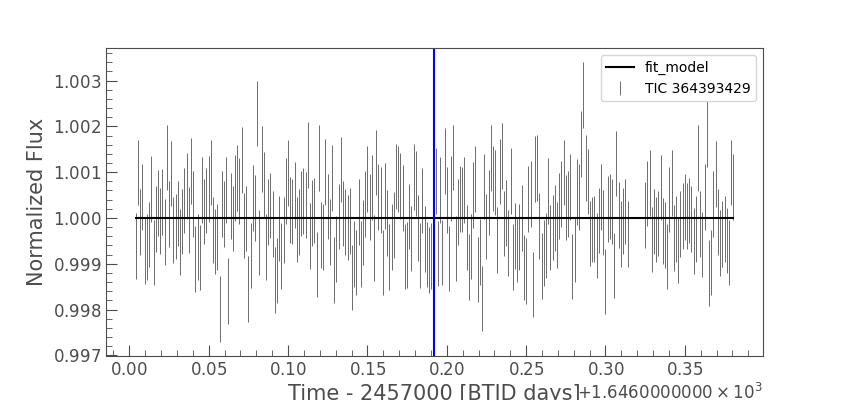 fit_model
TIC 364393429
Normalized Flux
1.003
1.002
1.001
1.000
0.999
0.998
0.997
0.00 0.05 0.10 0.15 0.20 0.25 0.30 0.35
Time - 2457000 [BTJD days]
+1.6460000000 × 10³